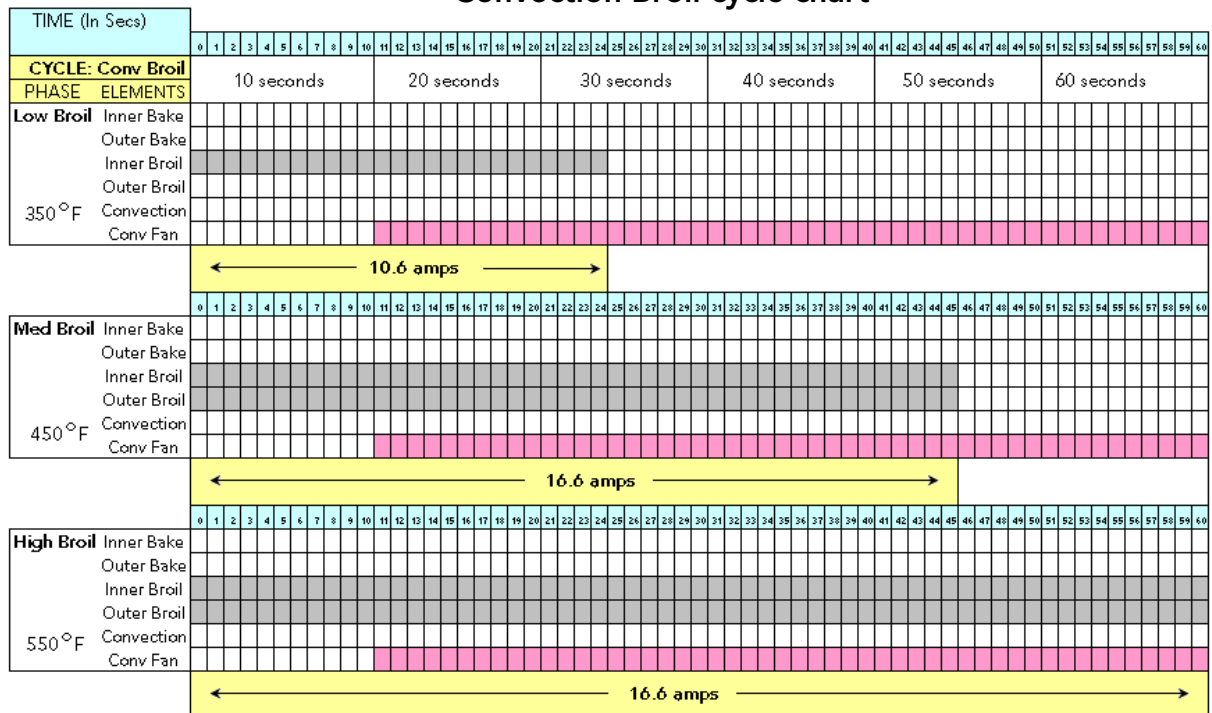 Convection Broil cycle chart
TIME (In Secs)
0 1 2 3 4 5 6 7 8 9 10 11 12 13 14 15 16 17 18 19 20 21 22 23 24 25 26 27 28 29 30 31 32 33 34 35 36 37 38 39 40 41 42 43 44 45 46 47 48 49 50 51 52 53 54 55 56 57 58 59 60
CYCLE: Conv Broil
10 seconds 20 seconds 30 seconds 40 seconds 50 seconds 60 seconds
PHASE ELEMENTS
Low Broil Inner Bake
Outer Bake
Inner Broil
Outer Broil
350°F Convection
Conv Fan
10.6 amps
0 1 2 3 4 5 6 7 8 9 10 11 12 13 14 15 16 17 18 19 20 21 22 23 24 25 26 27 28 29 30 31 32 33 34 35 36 37 38 39 40 41 42 43 44 45 46 47 48 49 50 51 52 53 54 55 56 57 58 59 60
Med Broil Inner Bake
Outer Bake
Inner Broil
Outer Broil
450°F Convection
Conv Fan
16.6 amps
0 1 2 3 4 5 6 7 8 9 10 11 12 13 14 15 16 17 18 19 20 21 22 23 24 25 26 27 28 29 30 31 32 33 34 35 36 37 38 39 40 41 42 43 44 45 46 47 48 49 50 51 52 53 54 55 56 57 58 59 60
High Broil Inner Bake
Outer Bake
Inner Broil
Outer Broil
550°F Convection
Conv Fan
16.6 amps